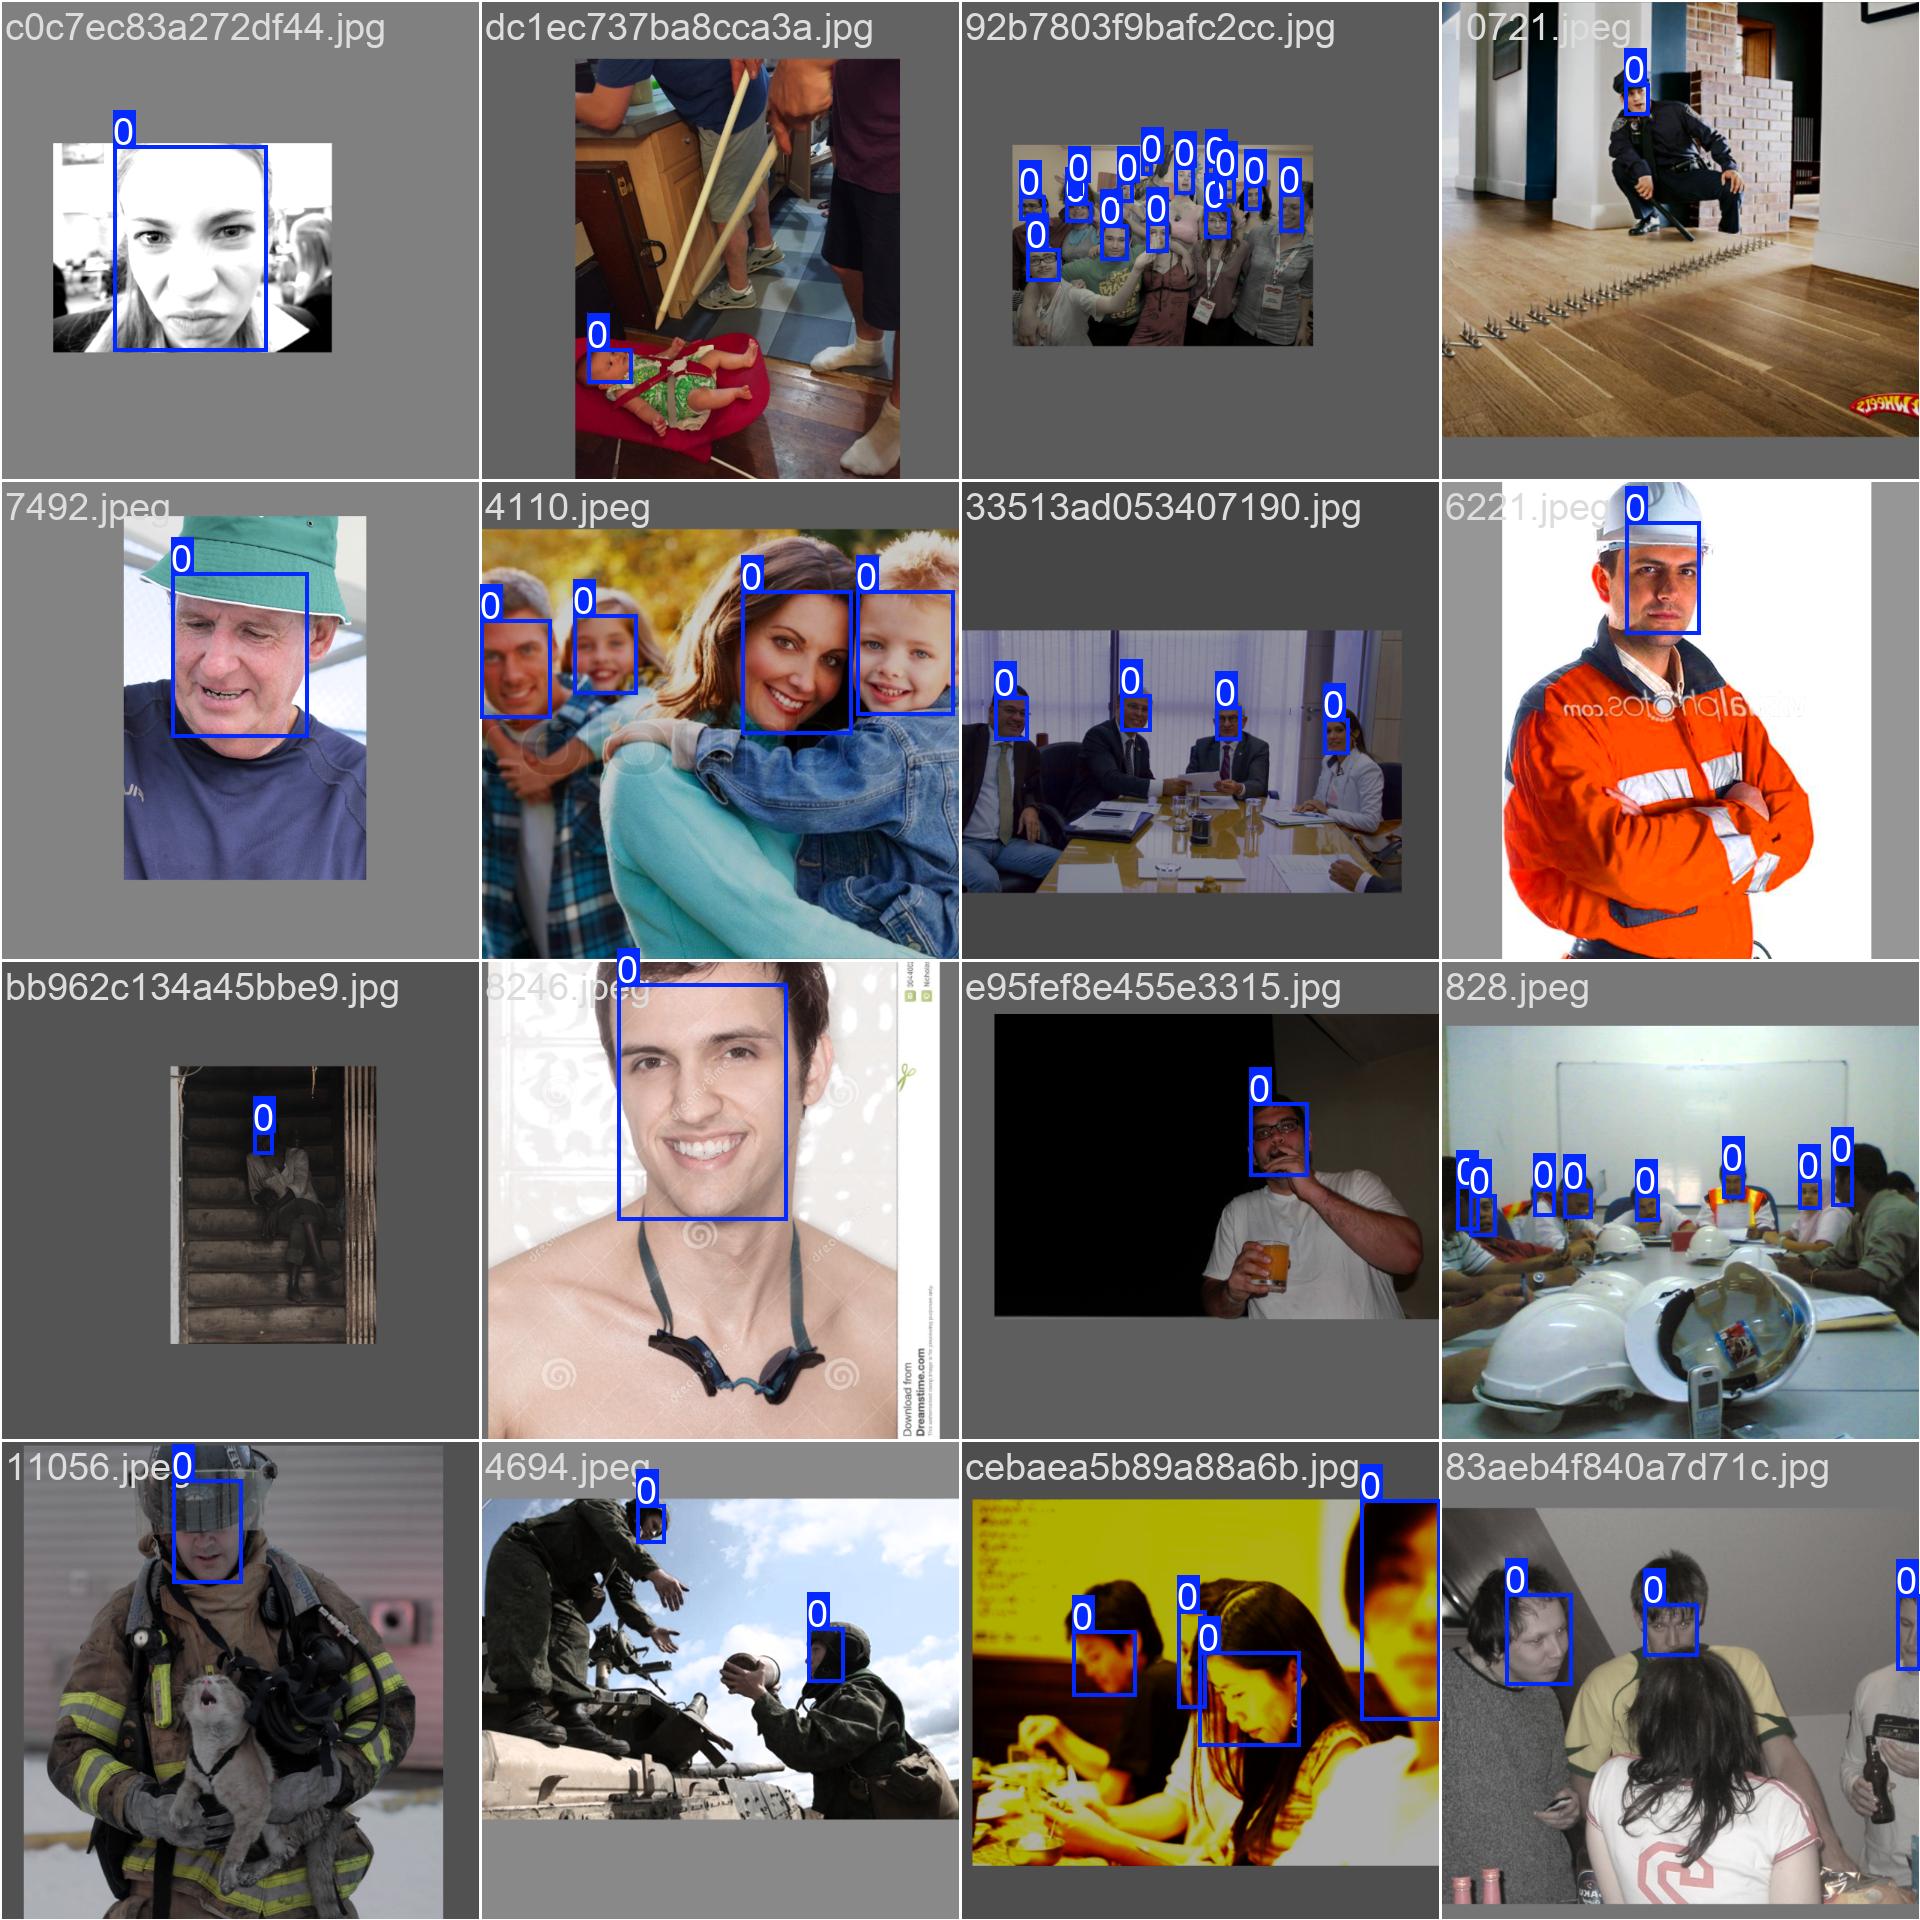 c0c7ec83a272df44.jpg
dc1ec737ba8cca3a.jpg
92b7803f9bafc2cc.jpg
10721.jpeg
0
0
0 0 0 0 0 0 0 0 0 0 0 0 0 0
0
WHEELS
7492.jpeg
4110.jpeg
33513ad053407190.jpg
6221.jpeg
0
0 0 0 0
0 0 0 0
0
photos.com
bb962c134a45bbe9.jpg
8246.jpeg
e95fef8e455e3315.jpg
828.jpeg
0
0
0
0 0 0 0 0 0 0 0
Download from
Dreamstime.com
11056.jpeg
4694.jpeg
cebaea5b89a88a6b.jpg
83aeb4f840a7d71c.jpg
0
0 0
0 0 0 0
0 0 0